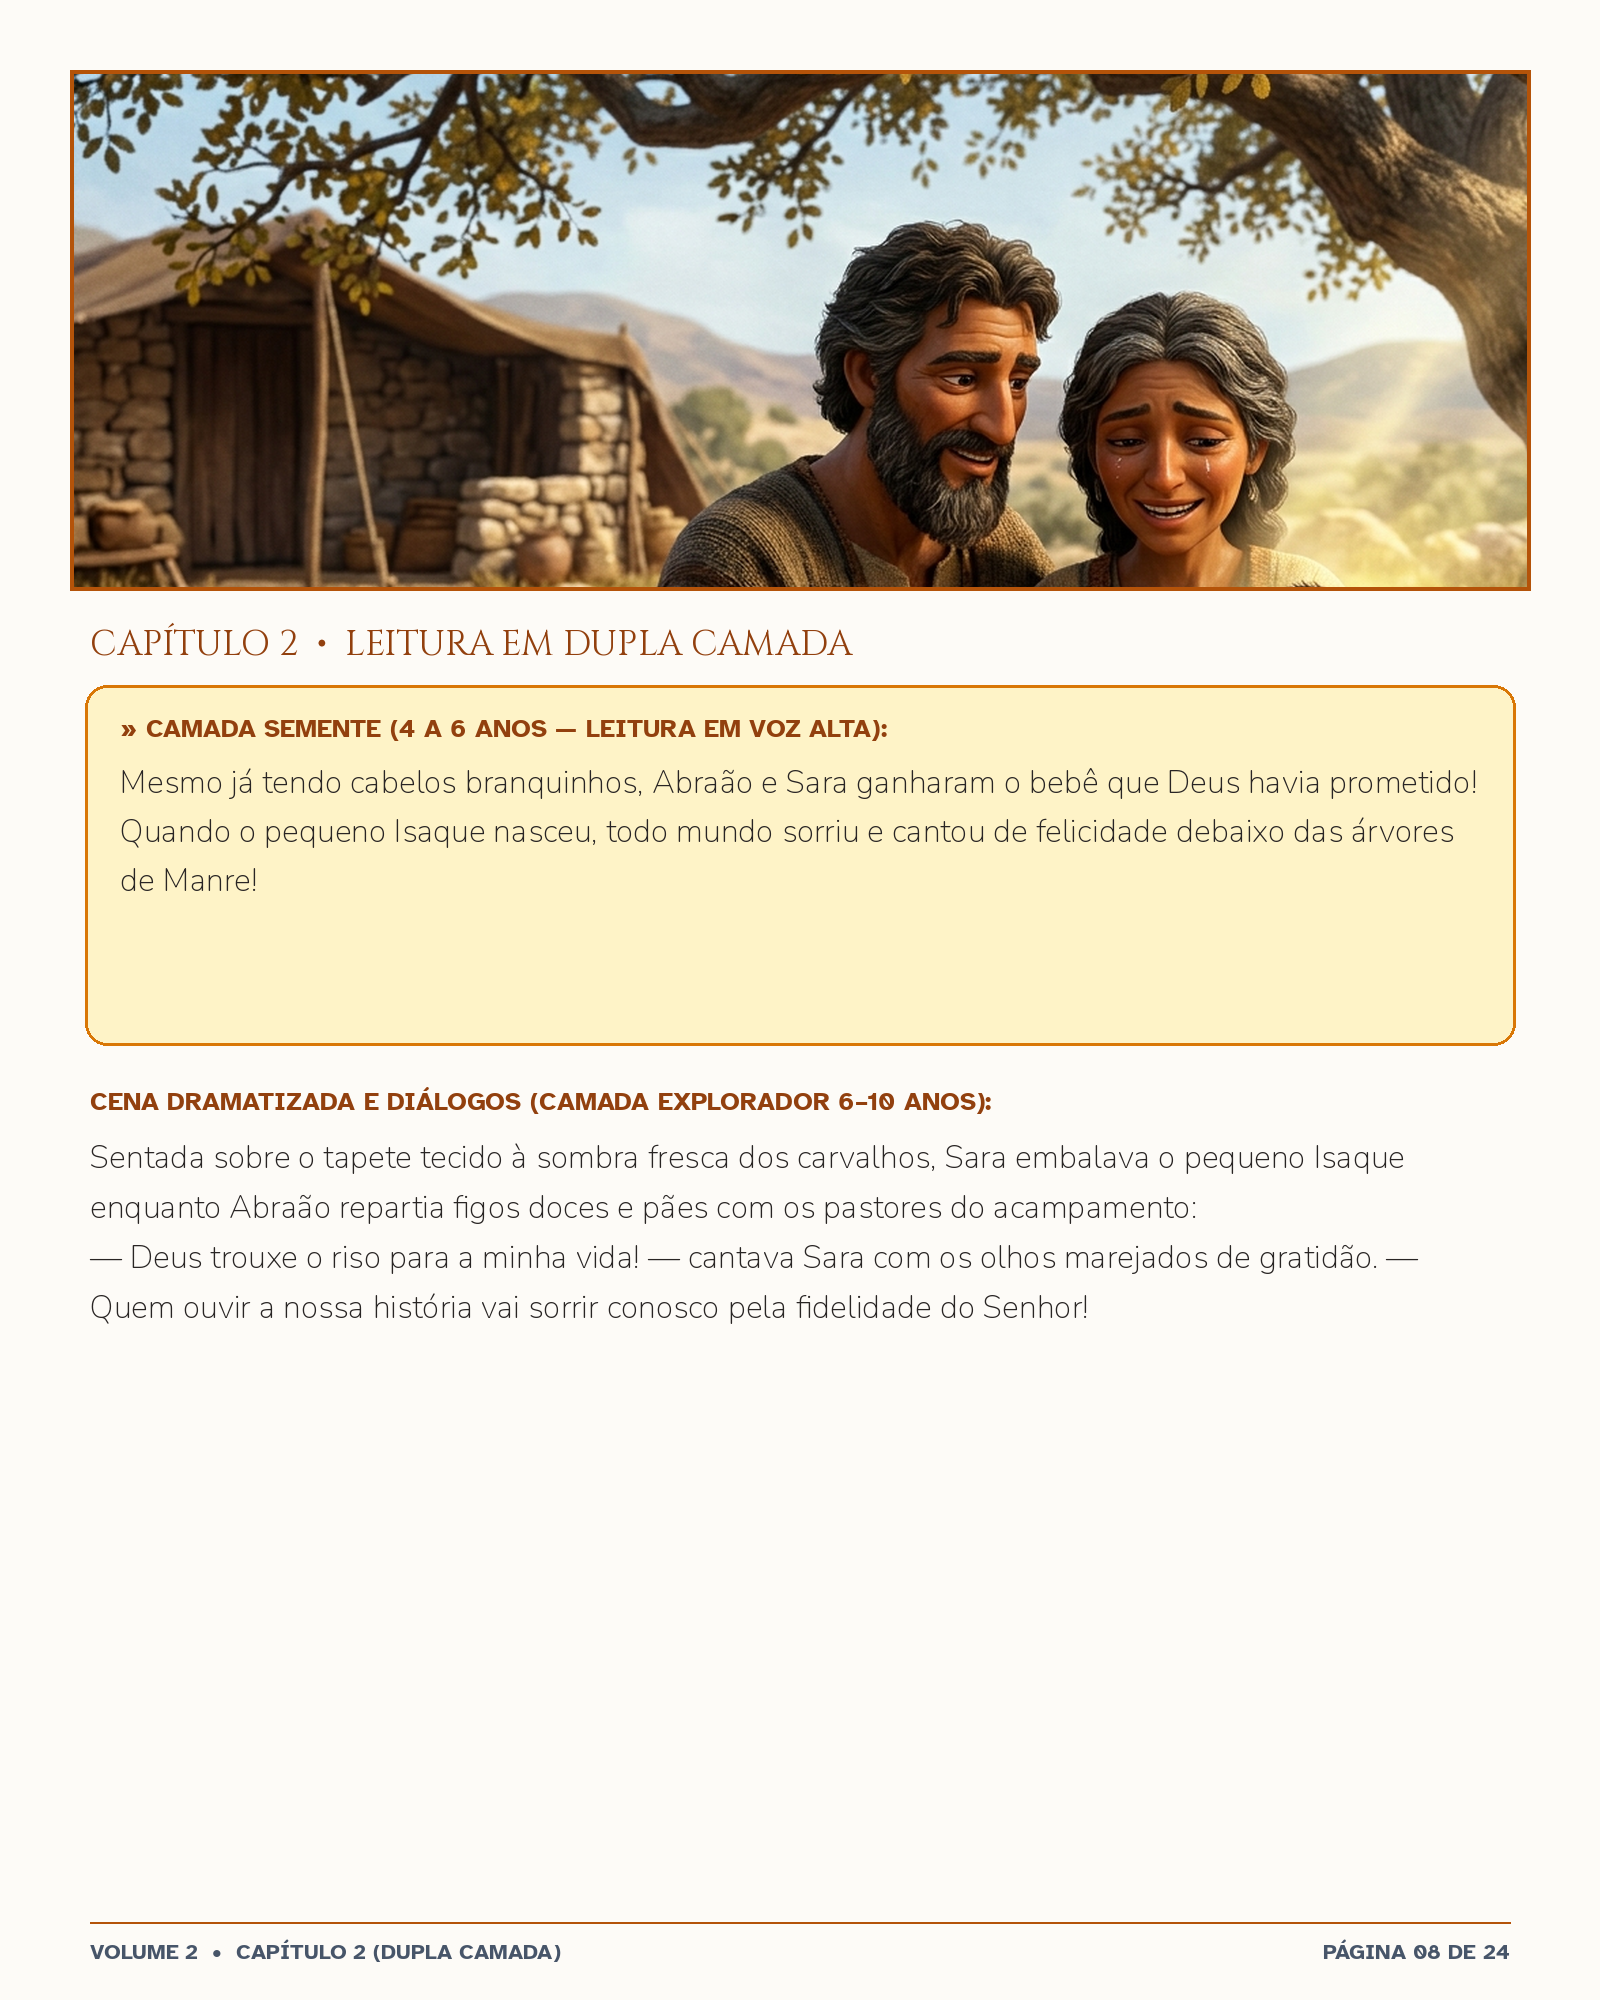 CAPÍTULO 2 • LEITURA EM DUPLA CAMADA
» CAMADA SEMENTE (4 A 6 ANOS — LEITURA EM VOZ ALTA):
Mesmo já tendo cabelos branquinhos, Abraão e Sara ganharam o bebê que Deus havia prometido!
Quando o pequeno Isaque nasceu, todo mundo sorriu e cantou de felicidade debaixo das árvores
de Manre!
CENA DRAMATIZADA E DIÁLOGOS (CAMADA EXPLORADOR 6–10 ANOS):
Sentada sobre o tapete tecido à sombra fresca dos carvalhos, Sara embalava o pequeno Isaque
enquanto Abraão repartia figos doces e pães com os pastores do acampamento:
— Deus trouxe o riso para a minha vida! — cantava Sara com os olhos marejados de gratidão. —
Quem ouvir a nossa história vai sorrir conosco pela fidelidade do Senhor!
VOLUME 2 • CAPÍTULO 2 (DUPLA CAMADA)
PÁGINA 08 DE 24